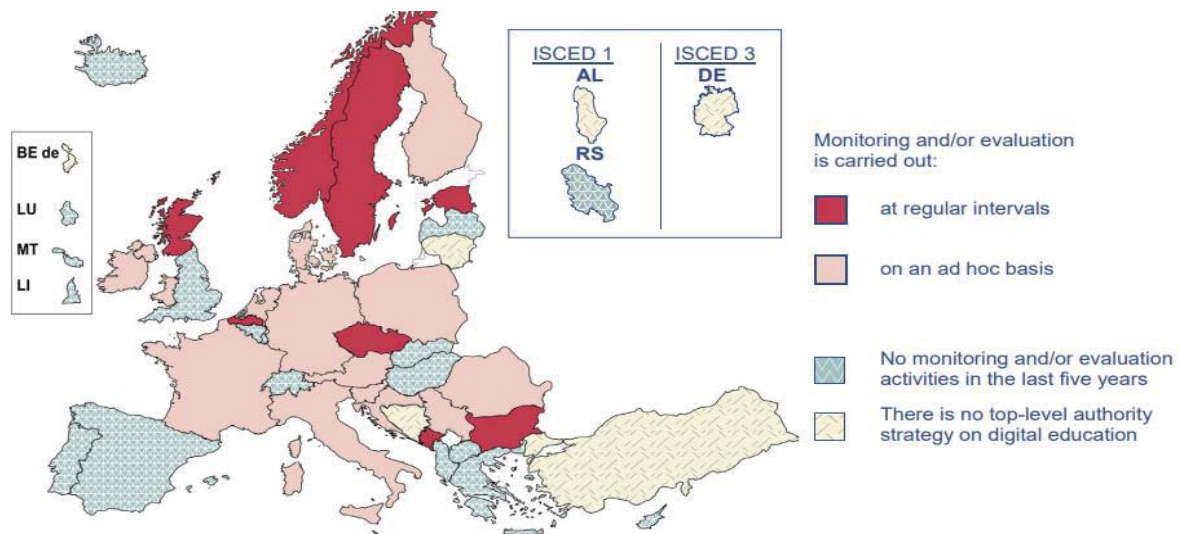 BE de
LU
MT
LI
ISCED 1
AL
RS
ISCED 3
DE
Monitoring and/or evaluation
is carried out:
at regular intervals
on an ad hoc basis
No monitoring and/or evaluation
activities in the last five years
There is no top-level authority
strategy on digital education